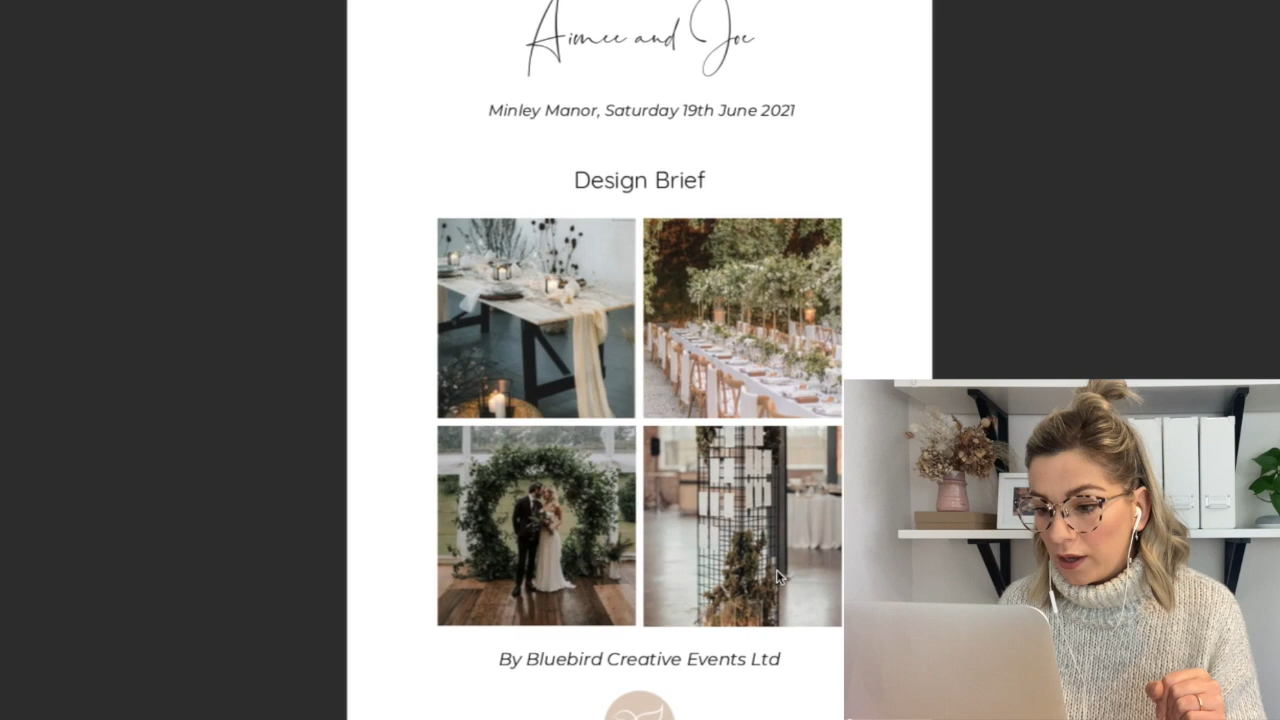 Aimee and Joe
Minley Manor, Saturday 19th June 2021
Design Brief
By Bluebird Creative Events Ltd